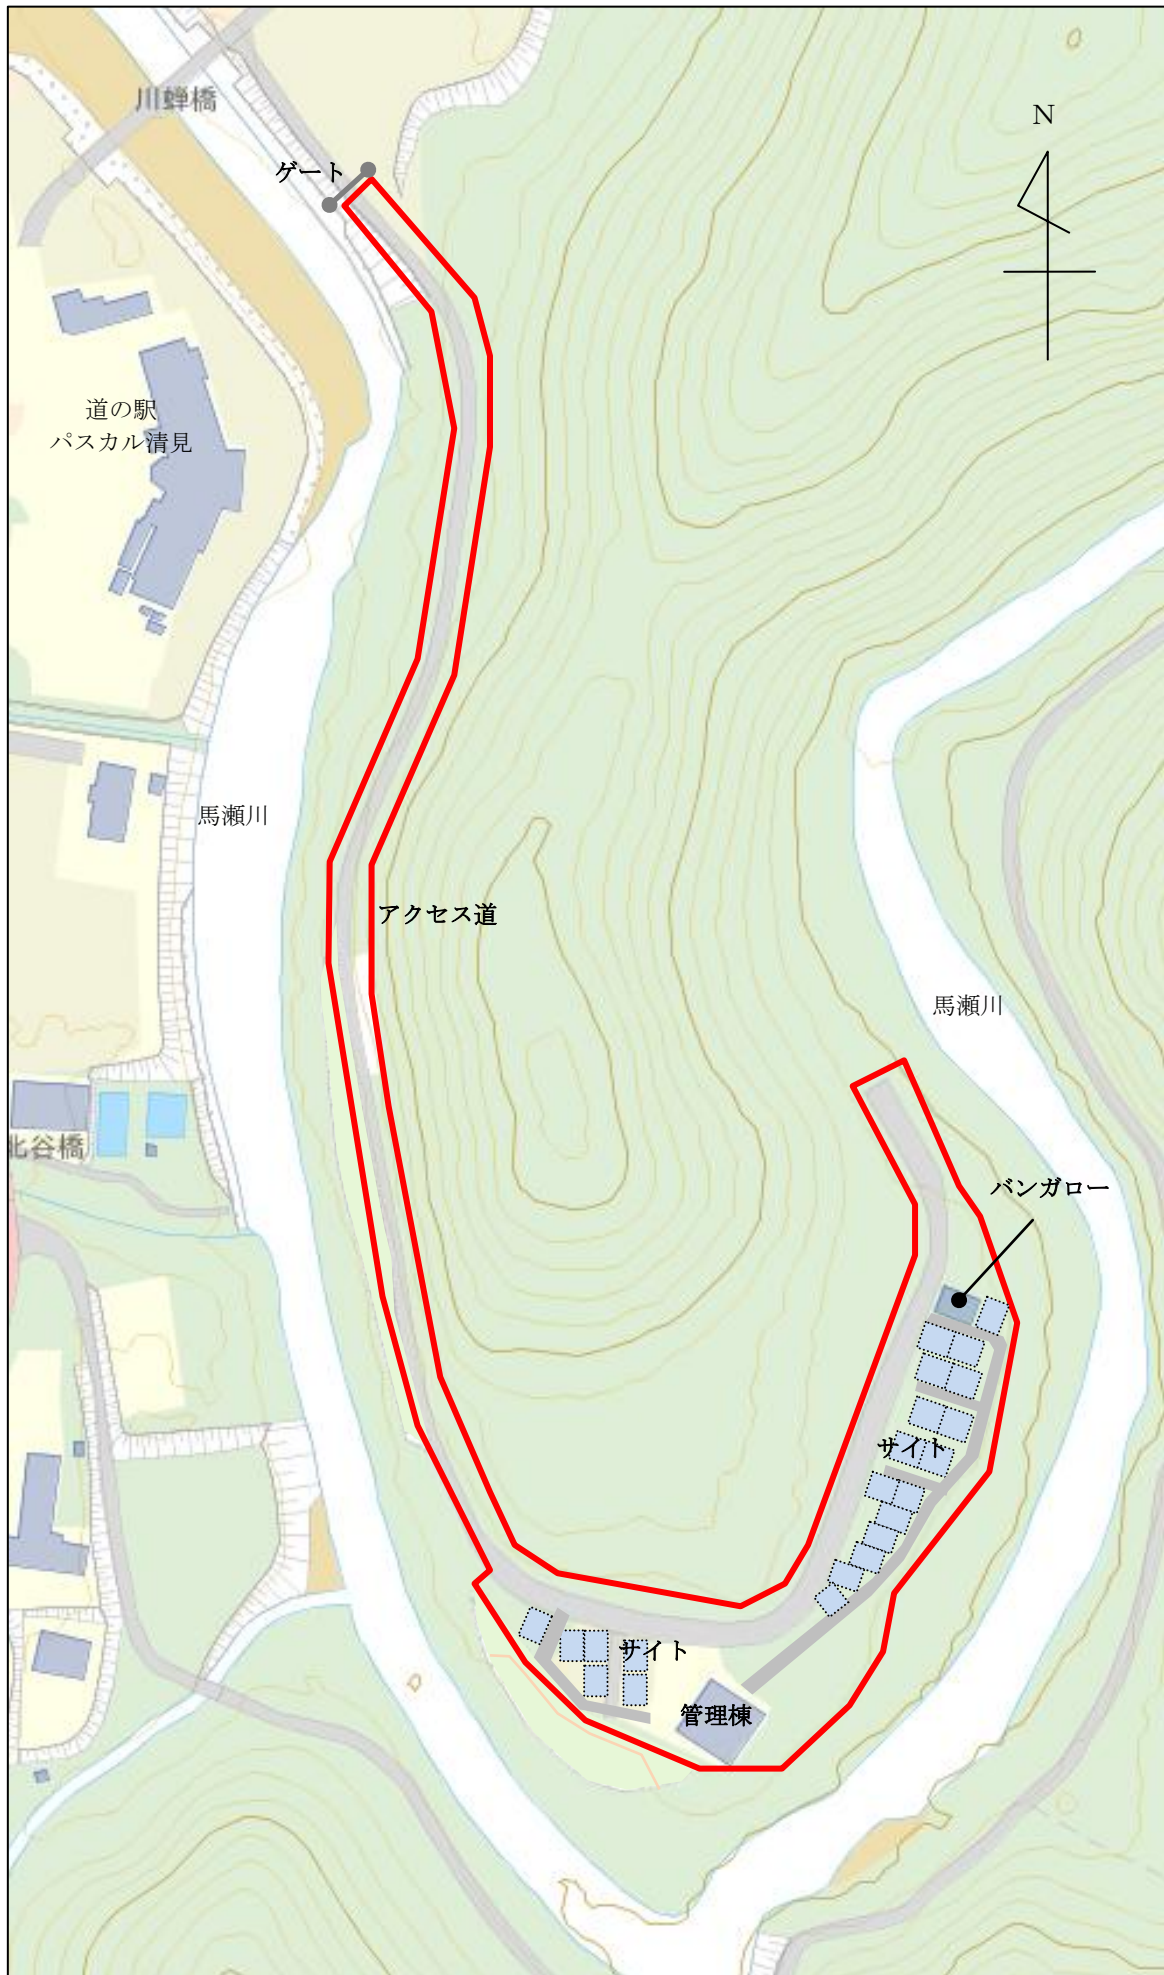 川蝉橋
N
ゲート
道の駅
パスカル清見
馬瀬川
アクセス道
馬瀬川
北谷橋
バンガロー
サイト
サイト
管理棟